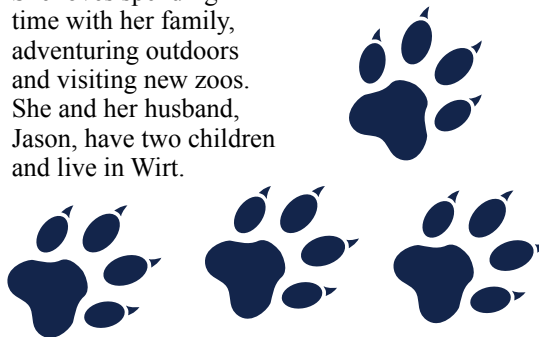 time with her family,
adventuring outdoors
and visiting new zoos.
She and her husband,
Jason, have two children
and live in Wirt.